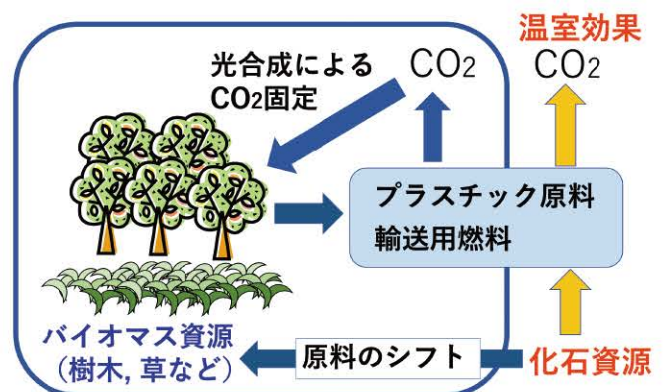 温室効果
光合成による
CO2固定
CO2
CO2
プラスチック原料
輸送用燃料
バイオマス資源
(樹木, 草など)
原料のシフト
化石資源